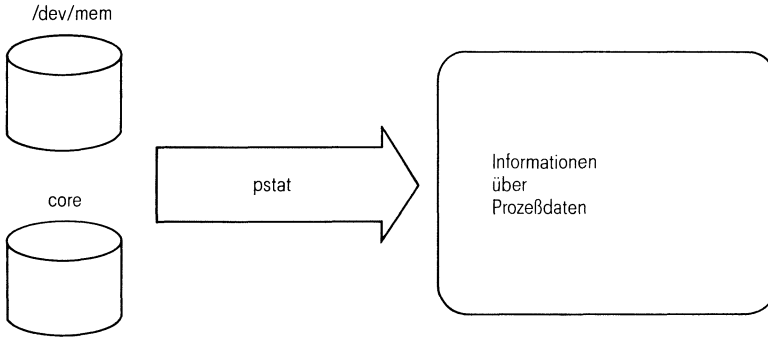 /dev/mem
core
pstat
Informationen
über
Prozeßdaten